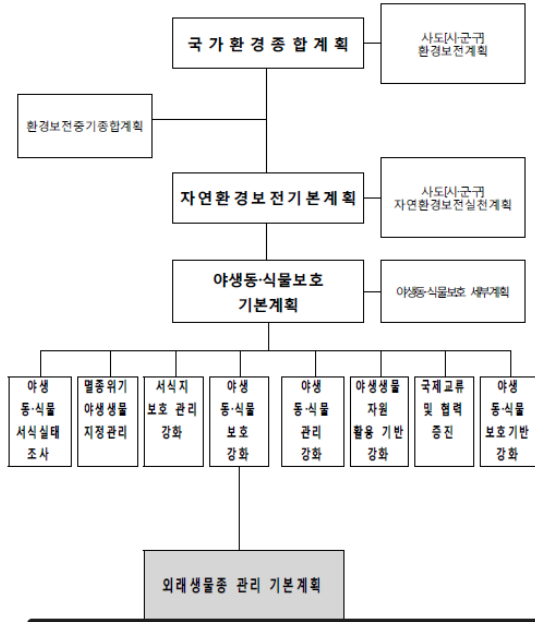 국가환경종합계획
시도[시·군·구]
환경보전계획
환경보전중기종합계획
자연환경보전기본계획
시도[시·군·구]
자연환경보전실천계획
야생동·식물보호
기본계획
야생동·식물보호 세부계획
야생
동·식물
서식실태
조사
멸종위기
야생생물
지정관리
서식지
보호 관리
강화
야생
동·식물
보호
강화
야생
동·식물
관리
강화
야생생물
자원
활용 기반
강화
국제교류
및 협력
증진
야생
동·식물
보호기반
강화
외래생물종 관리 기본계획